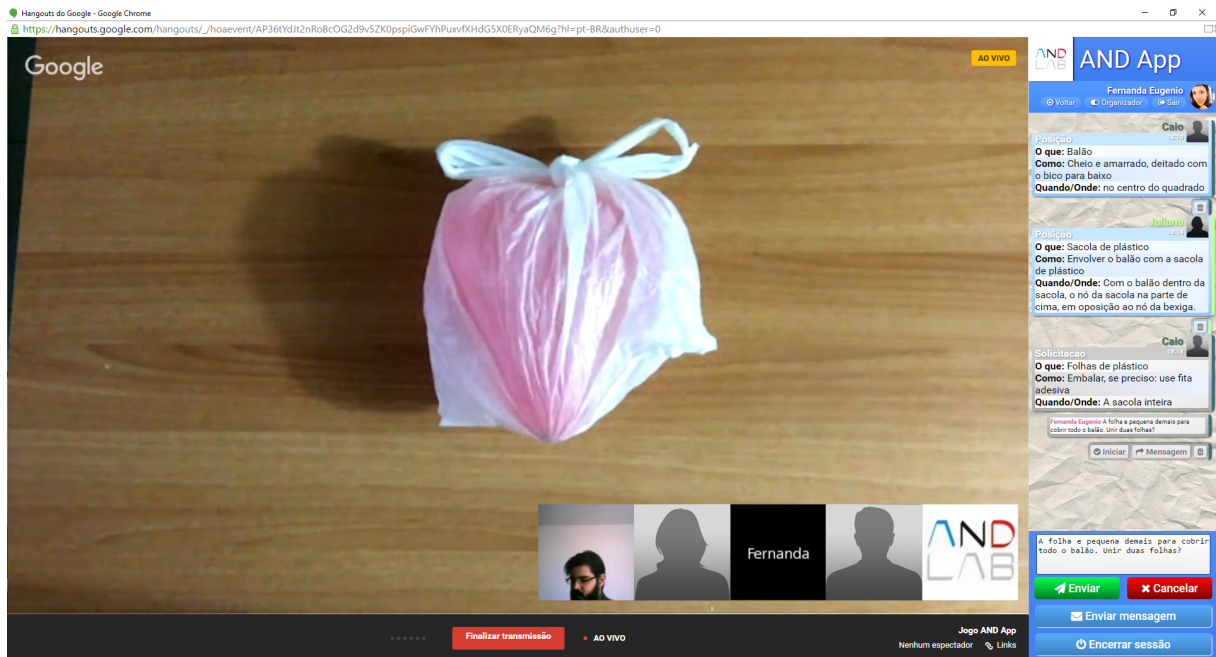 Hangouts do Google - Google Chrome
https://hangouts.google.com/hangouts/_/hoaevent/AP36tYdJt2nRoBcOG2d9v5ZK0pspiGwFYhPuxvfXHdG5X0ERyaQM6g?hl=pt-BR&authuser=0
Google
AO VIVO
AND
LAB
AND App
Fernanda Eugenio
Voltar
Organizador
Sair
Caio
Posição
O que: Balão
Como: Cheio e amarrado, deitado com
o bico para baixo
Quando/Onde: no centro do quadrado
Juliana
Posição
18:14
O que: Sacola de plástico
Como: Envolver o balão com a sacola
de plástico
Quando/Onde: Com o balão dentro da
sacola, o nó da sacola na parte de
cima, em oposição ao nó da bexiga.
Caio
Solicitacao
18:18
O que: Folhas de plástico
Como: Embalar, se preciso: use fita
adesiva
Quando/Onde: A sacola inteira
Fernanda Eugenio A folha e pequena demais para
cobrir todo o balão. Unir duas folhas?
Iniciar
Mensagem
A folha e pequena demais para cobrir
todo o balão. Unir duas folhas?
Enviar
Cancelar
Enviar mensagem
Encerrar sessão
Fernanda
AND
LAB
Finalizar transmissão
AO VIVO
Jogo AND App
Nenhum espectador
Links